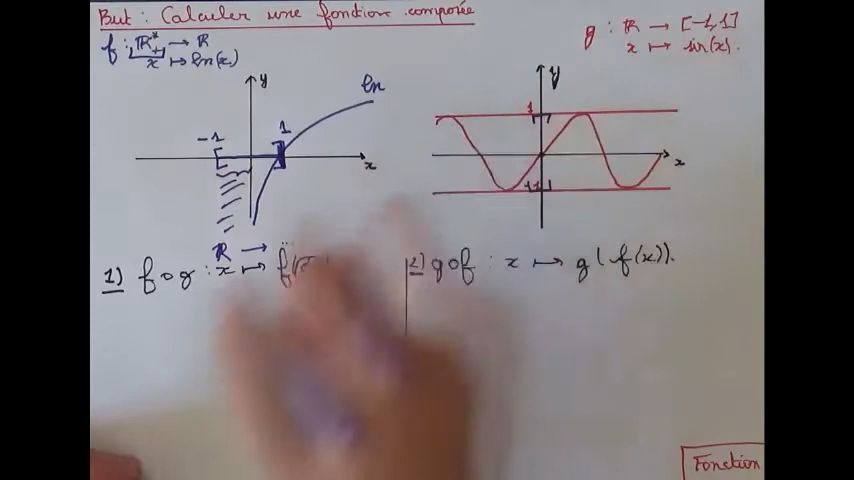 But : Calculer une fonction composée
f : ℝ*₊ → ℝ
x ↦ ln(x)
g : ℝ → [-1,1]
x ↦ sin(x).
y
ln
-1
1
x
y
1
-1
x
ℝ →
1) f∘g : x ↦ f(
2) g∘f : x ↦ g(f(x)).
Fonction